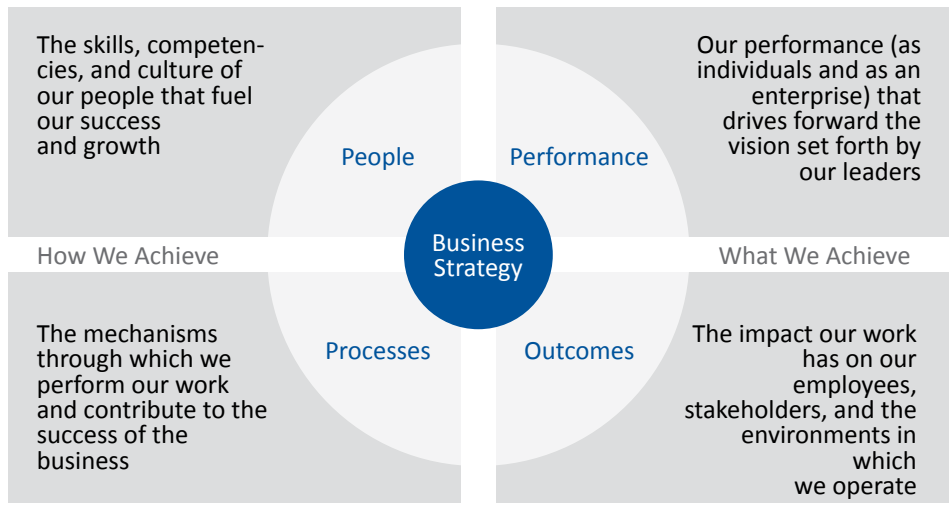 The skills, competen-
cies, and culture of
our people that fuel
our success
and growth
Our performance (as
individuals and as an
enterprise) that
drives forward the
vision set forth by
our leaders
People
Performance
How We Achieve
Business
Strategy
What We Achieve
The mechanisms
through which we
perform our work
and contribute to the
success of the
business
Processes
Outcomes
The impact our work
has on our
employees,
stakeholders, and the
environments in
which
we operate